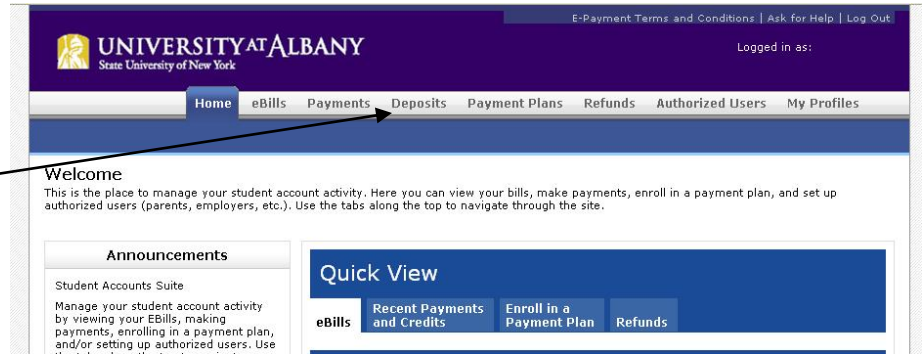 E-Payment Terms and Conditions | Ask for Help | Log Out
UNIVERSITY AT ALBANY
State University of New York
Logged in as:
Home eBills Payments Deposits Payment Plans Refunds Authorized Users My Profiles
Welcome
This is the place to manage your student account activity. Here you can view your bills, make payments, enroll in a payment plan, and set up
authorized users (parents, employers, etc.). Use the tabs along the top to navigate through the site.
Announcements
Student Accounts Suite
Manage your student account activity
by viewing your EBills, making
payments, enrolling in a payment plan,
and/or setting up authorized users. Use
Quick View
eBills
Recent Payments
and Credits
Enroll in a
Payment Plan
Refunds